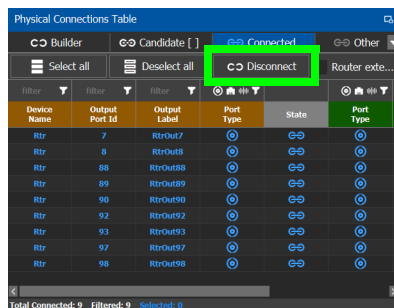 Physical Connections Table
Builder Candidate [ ] Connected Other
Select all Deselect all Disconnect Router exte...
filter filter filter
Device Name Output Port Id Output Label Port Type State Port Type
Rtr 7 RtrOut7
Rtr 8 RtrOut8
Rtr 88 RtrOut88
Rtr 89 RtrOut89
Rtr 90 RtrOut90
Rtr 92 RtrOut92
Rtr 93 RtrOut93
Rtr 97 RtrOut97
Rtr 98 RtrOut98
Total Connected: 9 Filtered: 9 Selected: 0